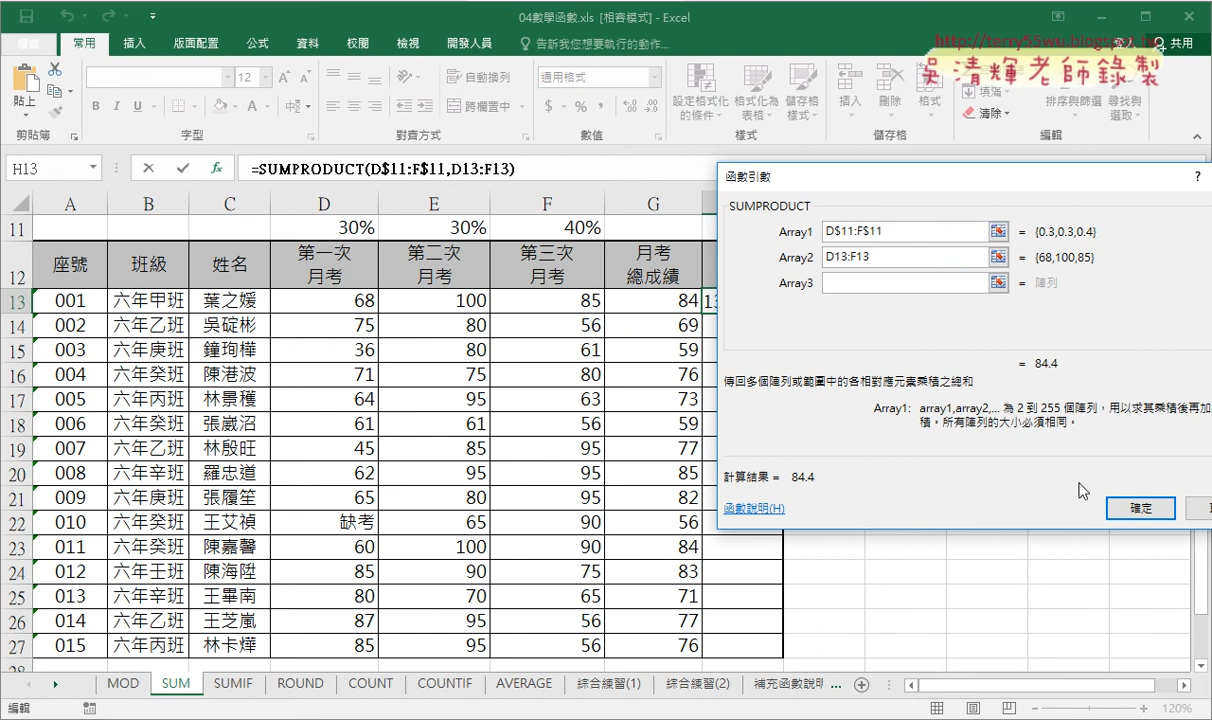 04數學函數.xls [相容模式] - Excel
常用 插入 版面配置 公式 資料 校閱 檢視 開發人員 告訴我您想要執行的動作... 登入 共用
http://terry55wu.blogspot.tw
吳清輝老師錄製
貼上 12 自動換列 通用格式 設定格式化的條件 格式化為表格 儲存格樣式 插入 刪除 格式 填滿 排序與篩選 尋找與選取
B I U A 跨欄置中 $ % 清除
剪貼簿 字型 對齊方式 數值 樣式 儲存格 編輯
H13 fx =SUMPRODUCT(D$11:F$11,D13:F13)
函數引數 ?
A B C D E F G
SUMPRODUCT
11 30% 30% 40%
Array1 D$11:F$11 = {0.3,0.3,0.4}
Array2 D13:F13 = {68,100,85}
Array3 = 陣列
12 座號 班級 姓名 第一次月考 第二次月考 第三次月考 月考總成績
13 001 六年甲班 葉之媛 68 100 85 84 13
14 002 六年乙班 吳碇彬 75 80 56 69
15 003 六年庚班 鐘珣樺 36 80 61 59
16 004 六年癸班 陳港波 71 75 80 76
17 005 六年丙班 林景穫 64 95 63 73
18 006 六年癸班 張崴沼 61 61 56 59
19 007 六年乙班 林殷旺 45 85 95 77
20 008 六年辛班 羅忠道 62 95 95 85
21 009 六年庚班 張履笙 65 80 95 82
22 010 六年癸班 王艾禎 缺考 65 90 56
23 011 六年癸班 陳嘉馨 60 100 90 84
24 012 六年壬班 陳海陞 85 90 75 83
25 013 六年辛班 王畢南 80 70 65 71
26 014 六年乙班 王芝嵐 87 95 56 77
27 015 六年丙班 林卡燁 85 95 56 76
28
= 84.4
傳回多個陣列或範圍中的各相對應元素乘積之總和
Array1: array1,array2,... 為 2 到 255 個陣列，用以求其乘積後再加
積。所有陣列的大小必須相同。
計算結果 = 84.4
函數說明(H) 確定
MOD SUM SUMIF ROUND COUNT COUNTIF AVERAGE 綜合練習(1) 綜合練習(2) 補充函數說明 ...
編輯 120%